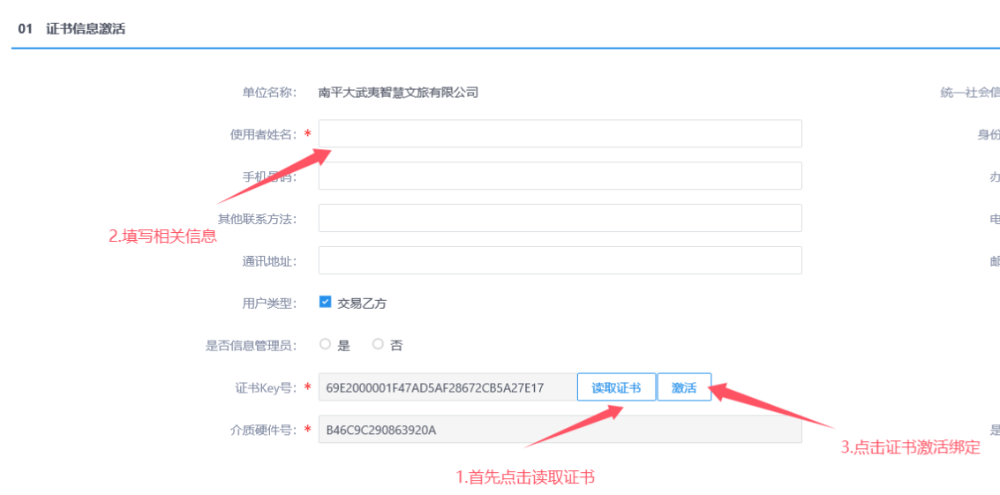 01 证书信息激活
单位名称: 南平大武夷智慧文旅有限公司 统一社会信
使用者姓名: * 身份
手机号码: 办
其他联系方法: 电
2.填写相关信息
通讯地址: 邮
用户类型: 交易乙方
是否信息管理员: 是 否
证书Key号: * 69E2000001F47AD5AF28672CB5A27E17 读取证书 激活
介质硬件号: * B46C9C290863920A 是
3.点击证书激活绑定
1.首先点击读取证书